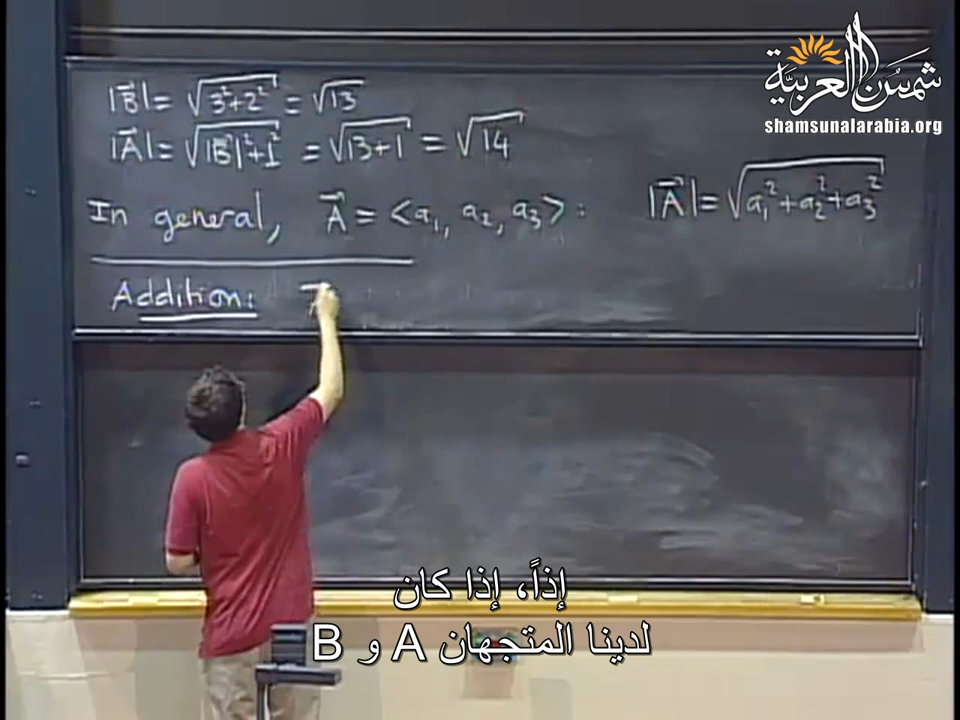 شمس العربية
shamsunalarabia.org
|B⃗| = √(3²+2²) = √13
|A⃗| = √(|B⃗|²+1²) = √(13+1) = √14
In general, A⃗ = <a₁, a₂, a₃> : |A⃗| = √(a₁²+a₂²+a₃²)
Addition:
إذاً، إذا كان
لدينا المتجهان A و B